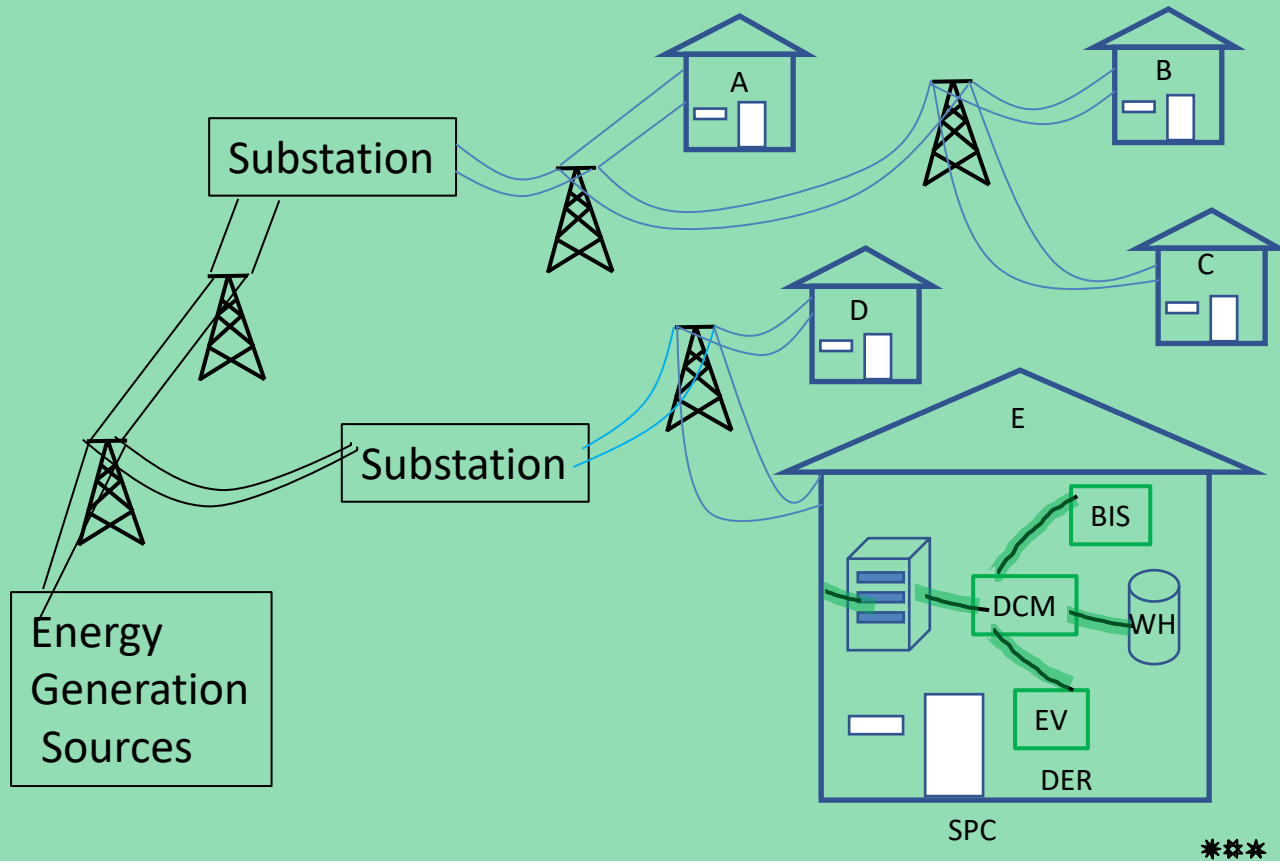 A
B
Substation
C
D
E
Substation
BIS
DCM
WH
Energy
Generation
Sources
EV
DER
SPC